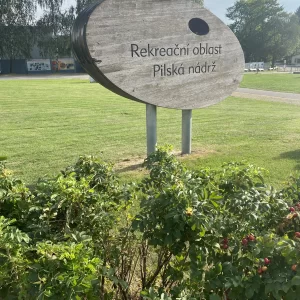 Rekreační oblast
Pilská nádrž